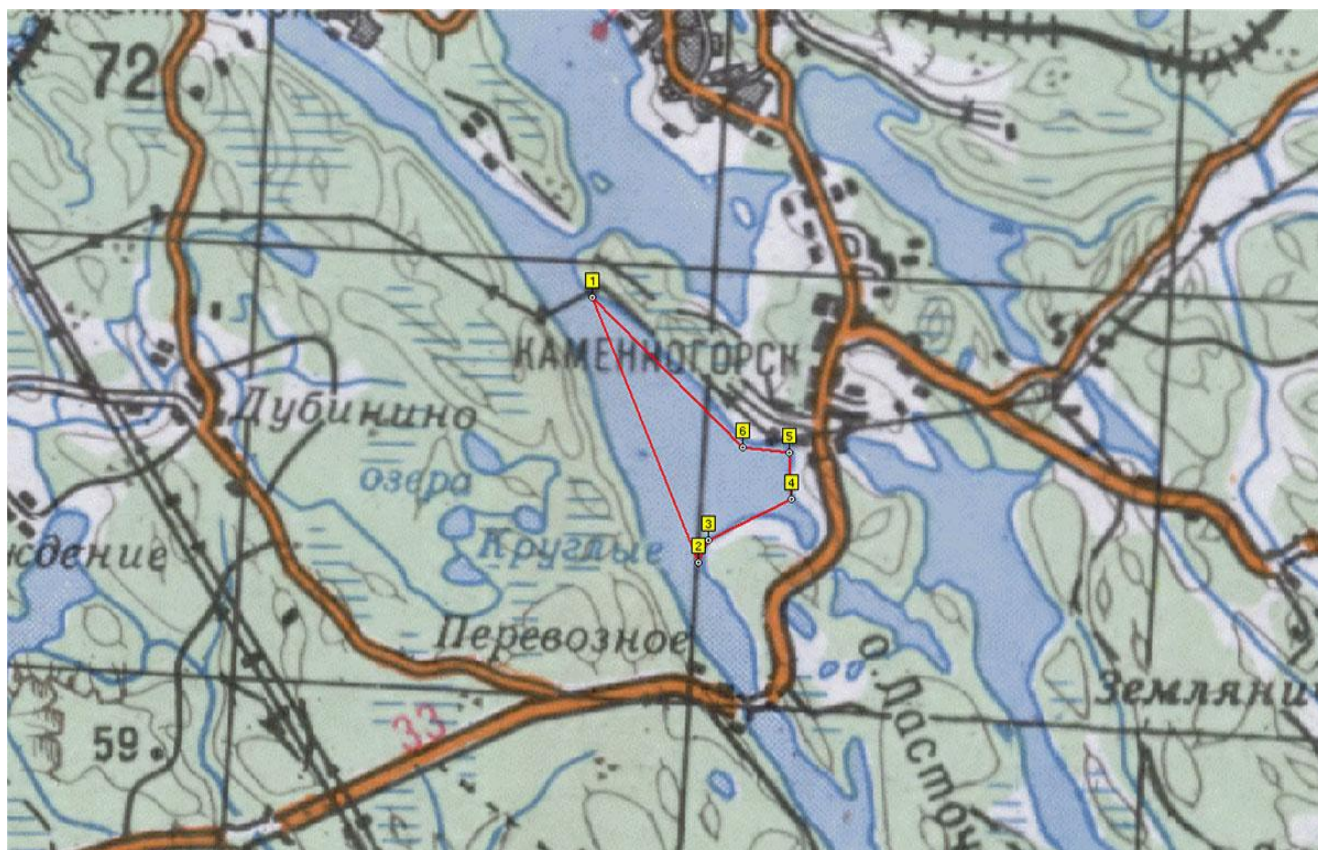 72
1
КАМЕННОГОРСК
Дубинино
6
5
озера
4
3
Круглые
2
ждение
Перевозное
о. Ласточ
Земляни
33
59